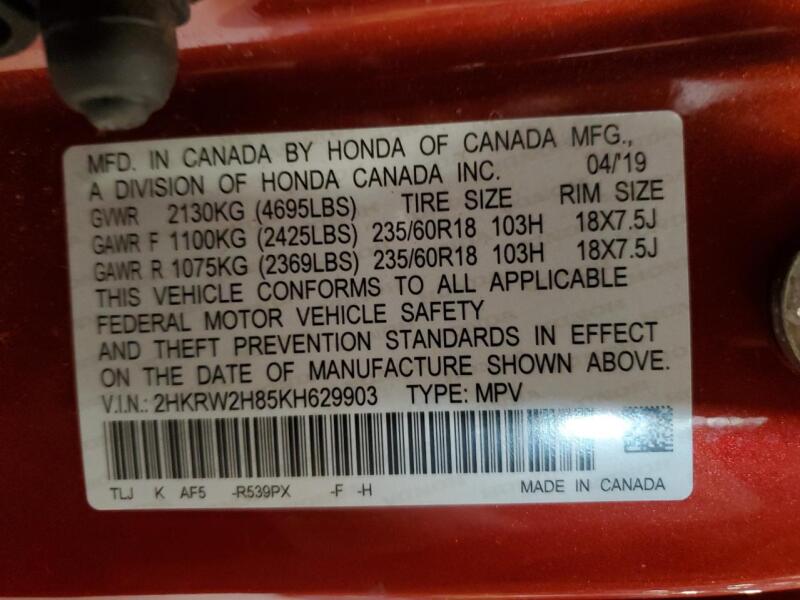 MFD. IN CANADA BY HONDA OF CANADA MFG.,
A DIVISION OF HONDA CANADA INC. 04/'19
GVWR 2130KG (4695LBS) TIRE SIZE RIM SIZE
GAWR F 1100KG (2425LBS) 235/60R18 103H 18X7.5J
GAWR R 1075KG (2369LBS) 235/60R18 103H 18X7.5J
THIS VEHICLE CONFORMS TO ALL APPLICABLE
FEDERAL MOTOR VEHICLE SAFETY
AND THEFT PREVENTION STANDARDS IN EFFECT
ON THE DATE OF MANUFACTURE SHOWN ABOVE.
V.I.N.: 2HKRW2H85KH629903 TYPE: MPV
TLJ K AF5 -R539PX -F -H MADE IN CANADA